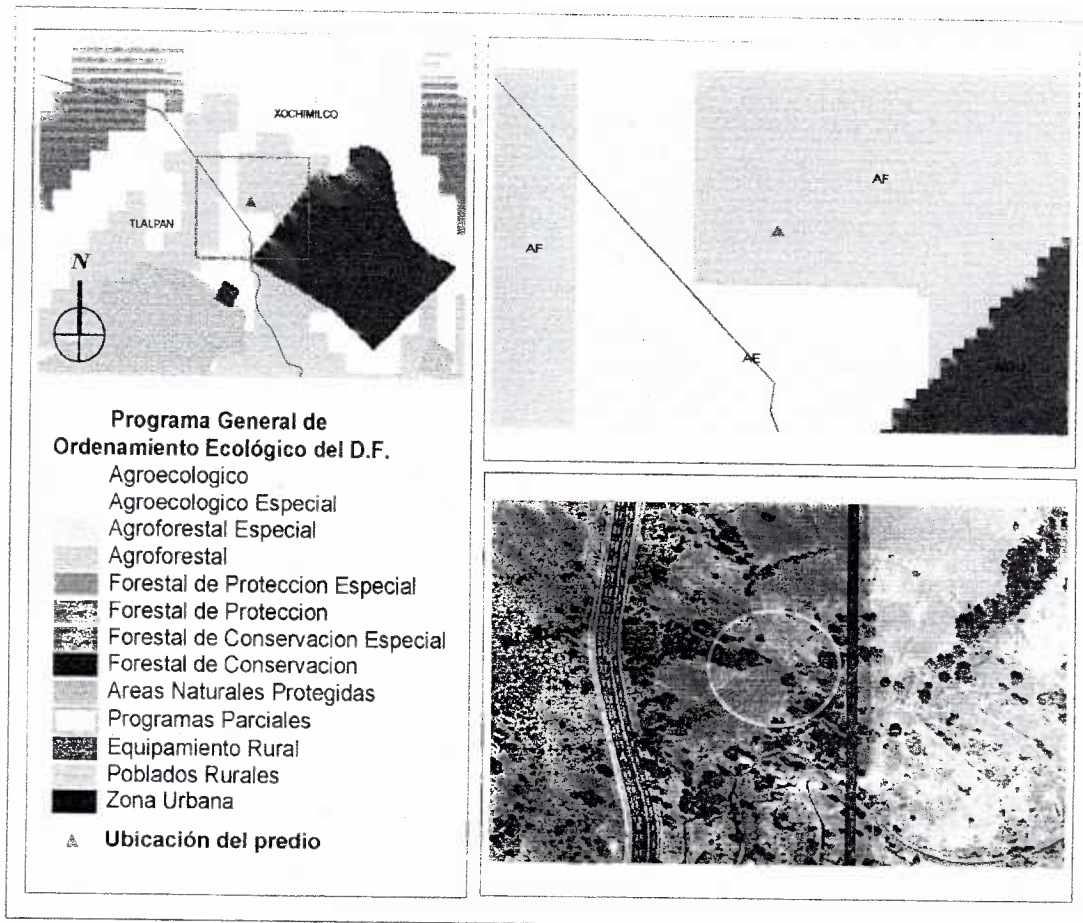 XOCHIMILCO
TLALPAN
N
Programa General de
Ordenamiento Ecológico del D.F.
Agroecologico
Agroecologico Especial
Agroforestal Especial
Agroforestal
Forestal de Proteccion Especial
Forestal de Proteccion
Forestal de Conservacion Especial
Forestal de Conservacion
Areas Naturales Protegidas
Programas Parciales
Equipamiento Rural
Poblados Rurales
Zona Urbana
Ubicación del predio
AF
AF
AE